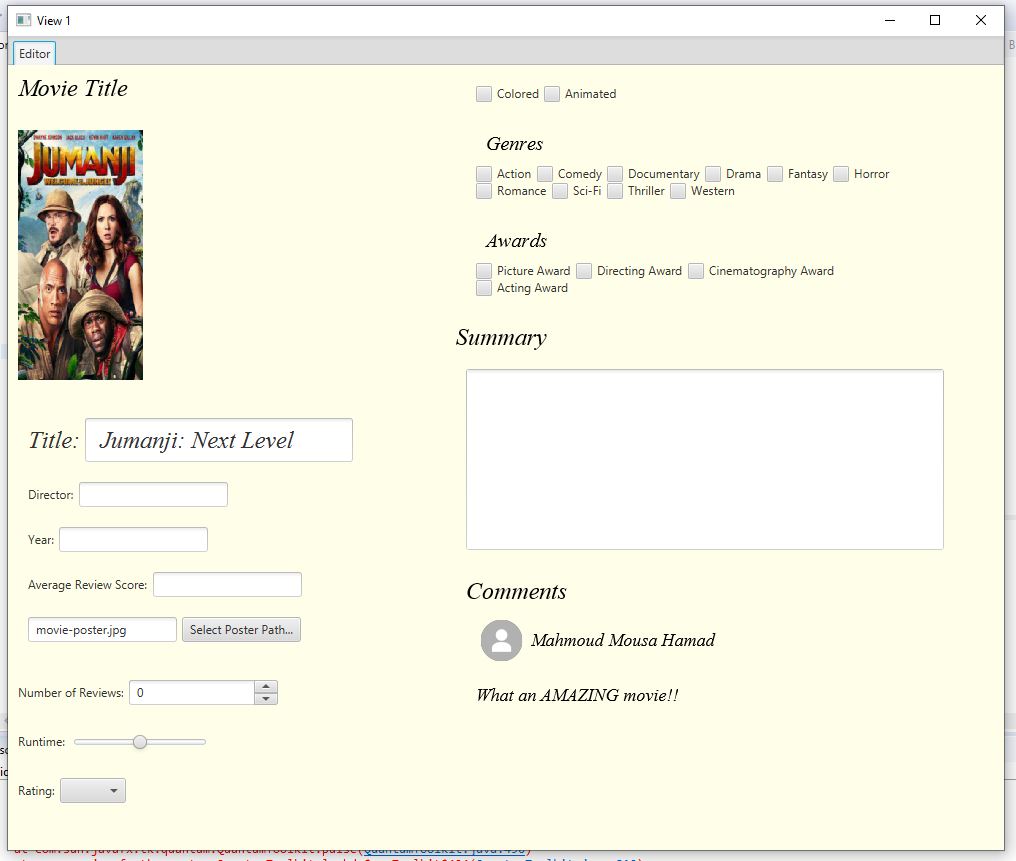 View 1
Editor
Movie Title
JUMANJI
WELCOME TO THE JUNGLE
Title: Jumanji: Next Level
Director:
Year:
Average Review Score:
movie-poster.jpg Select Poster Path...
Number of Reviews: 0
Runtime:
Rating:
Colored Animated
Genres
Action Comedy Documentary Drama Fantasy Horror
Romance Sci-Fi Thriller Western
Awards
Picture Award Directing Award Cinematography Award
Acting Award
Summary
Comments
Mahmoud Mousa Hamad
What an AMAZING movie!!